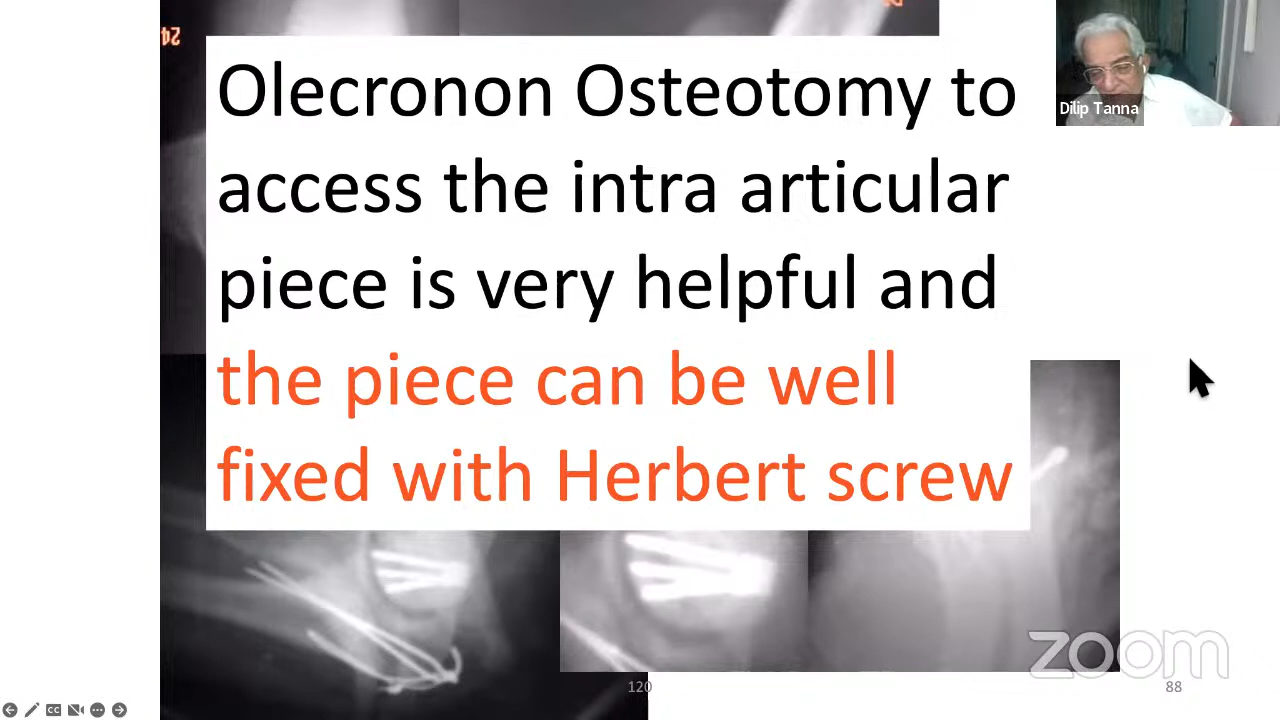 Olecronon Osteotomy to
access the intra articular
piece is very helpful and
the piece can be well
fixed with Herbert screw
Dilip Tanna
zoom
120
88